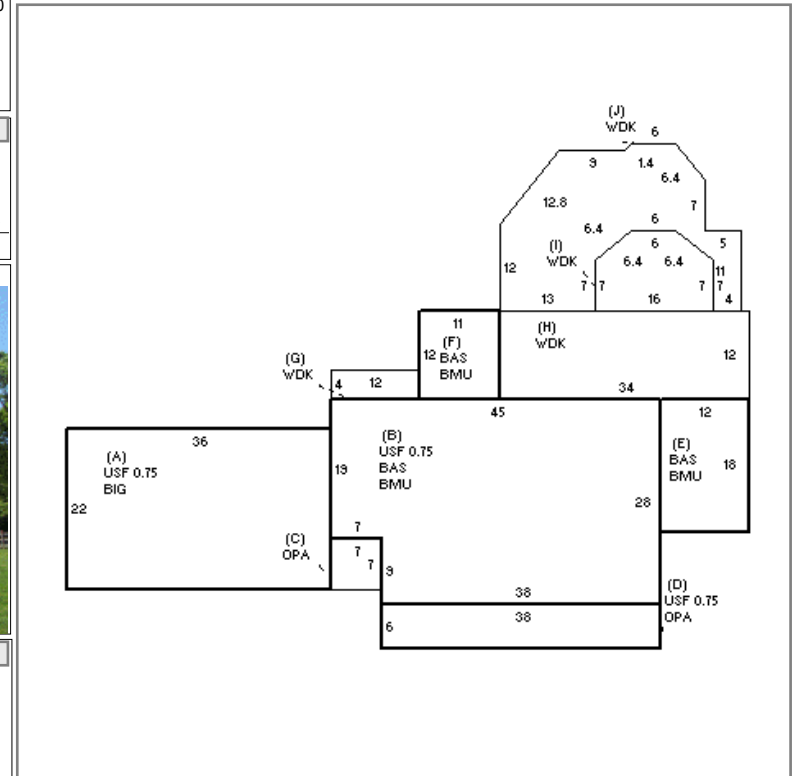 (J)
WDK
6
9
1.4
6.4
12.8
7
6.4
6
(I)
WDK
6
5
6.4
6.4
12
7
7
7
7
11
13
16
4
11
(H)
WDK
12
(F)
BAS
BMU
12
(G)
WDK
4
12
34
45
12
36
(A)
USF 0.75
BIG
(B)
USF 0.75
BAS
BMU
(E)
BAS
BMU
18
19
22
28
7
(C)
OPA
7
7
9
38
(D)
USF 0.75
OPA
38
6